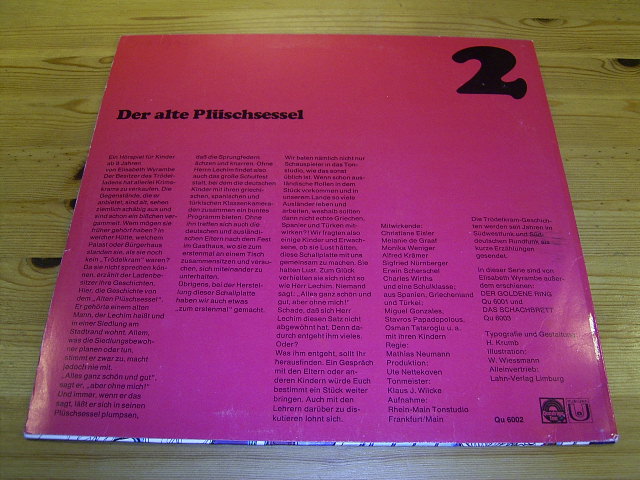 2
Der alte Plüschsessel
Ein Hörspiel für Kinder
ab 8 Jahren
von Elisabeth Wyrambe
Der Besitzer des Trödel-
ladens hat allerlei Krims-
krams zu verkaufen. Die
Gegenstände, die er
anbietet, sind alt, sehen
ziemlich schäbig aus und
sind schon ein bißchen ver-
gammelt. Wem mögen sie
früher gehört haben? In
welcher Hütte, welchem
Palast oder Bürgerhaus
standen sie, als sie noch
kein „Trödelkram" waren?
Da sie nicht sprechen kön-
nen, erzählt der Ladenbe-
sitzer ihre Geschichten.
Hier, die Geschichte von
dem „Alten Plüschsessel".
Er gehörte einem alten
Mann, der Lechim heißt und
in einer Siedlung am
Stadtrand wohnt. Allem,
was die Siedlungsbewoh-
ner planen oder tun,
stimmt er zwar zu, macht
jedoch nie mit.
„Alles ganz schön und gut",
sagt er, „aber ohne mich!"
Und immer, wenn er das
sagt, läßt er sich in seinen
Plüschsessel plumpsen,
daß die Sprungfedern
ächzen und knarren. Ohne
Herrn Lechim findet also
auch das große Schulfest
statt, bei dem die deutschen
Kinder mit ihren griechi-
schen, spanischen und
türkischen Klassenkamera-
den zusammen ein buntes
Programm bieten. Ohne
ihn treffen sich auch die
deutschen und ausländi-
schen Eltern nach dem Fest
im Gasthaus, wo sie zum
erstenmal an einem Tisch
zusammensitzen und versu-
chen, sich miteinander zu
unterhalten.
Übrigens, bei der Herstel-
lung dieser Schallplatte
haben wir auch etwas
„zum erstenmal" gemacht.
Wir baten nämlich nicht nur
Schauspieler in das Ton-
studio, wie das sonst
üblich ist. Wenn schon aus-
ländische Rollen in dem
Stück vorkommen und in
unserem Lande so viele
Ausländer leben und
arbeiten, weshalb sollten
dann nicht echte Griechen,
Spanier und Türken mit-
wirken?! Wir fragten also
einige Kinder und Erwach-
sene, ob sie Lust hätten,
diese Schallplatte mit uns
gemeinsam zu machen. Sie
hatten Lust. Zum Glück
verhielten sie sich nicht so
wie Herr Lechim. Niemand
sagt: „Alles ganz schön und
gut, aber ohne mich!"
Schade, daß sich Herr
Lechim diesen Satz nicht
abgewöhnt hat. Denn da-
durch entgeht ihm vieles.
Oder?
Was ihm entgeht, sollt Ihr
herausfinden. Ein Gespräch
mit den Eltern oder an-
deren Kindern würde Euch
bestimmt ein Stück weiter
bringen. Auch mit den
Lehrern darüber zu dis-
kutieren lohnt sich.
Mitwirkende:
Christiane Eisler
Melanie de Graaf
Monika Weniger
Alfred Krämer
Sigfried Nürnberger
Erwin Scherschel
Charles Wirths
und eine Schulklasse;
aus Spanien, Griechenland
und Türkei:
Miguel Gonzales,
Stavros Papadopolous,
Osman Tataroglu u. a.
mit ihren Kindern
Regie:
Mathias Neumann
Produktion:
Ute Nettekoven
Tonmeister:
Klaus J. Wilcke
Aufnahme:
Rhein-Main Tonstudio
Frankfurt/Main
Die Trödelkram-Geschich-
ten werden seit Jahren im
Südwestfunk und Süd-
deutschen Rundfunk als
kurze Erzählungen
gesendet.
In dieser Serie sind von
Elisabeth Wyrambe außer-
dem erschienen:
DER GOLDENE RING
Qu 6001 und
DAS SCHACHBRETT
Qu 6003
Typografie und Gestaltung:
H. Krumb
Illustration:
W. Wiessmann
Alleinvertrieb:
Lahn-Verlag Limburg
Qu 6002